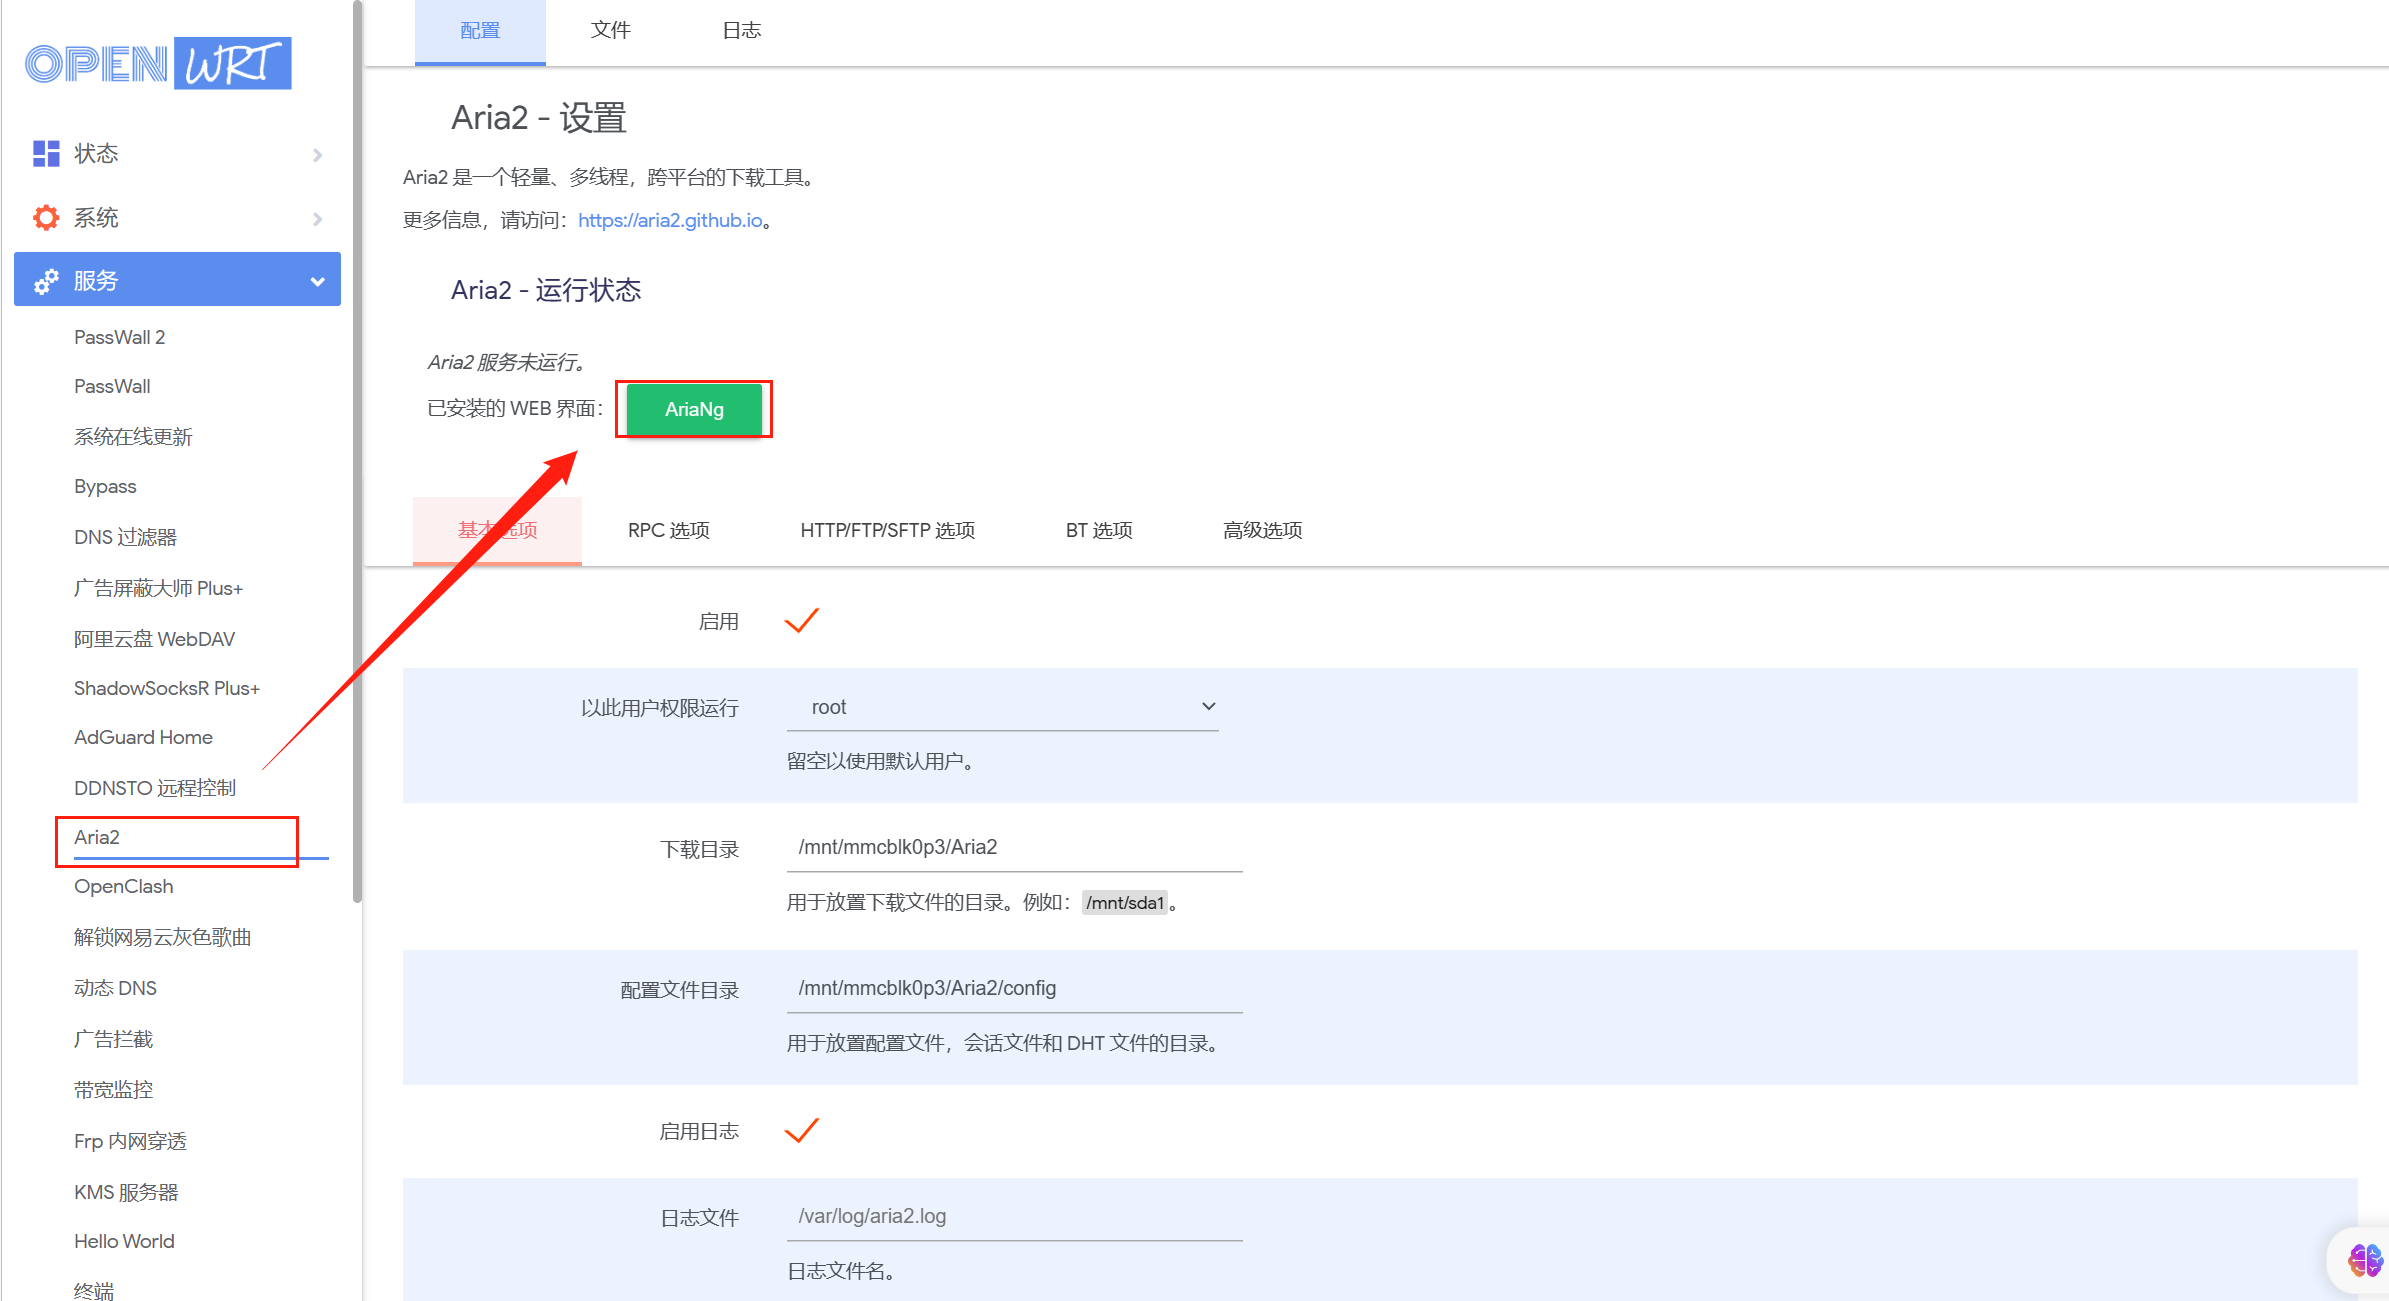 OPENWRT
状态
系统
服务
PassWall 2
PassWall
系统在线更新
Bypass
DNS 过滤器
广告屏蔽大师 Plus+
阿里云盘 WebDAV
ShadowSocksR Plus+
AdGuard Home
DDNSTO 远程控制
Aria2
OpenClash
解锁网易云灰色歌曲
动态 DNS
广告拦截
带宽监控
Frp 内网穿透
KMS 服务器
Hello World
终端
配置 文件 日志
Aria2 - 设置
Aria2 是一个轻量、多线程，跨平台的下载工具。
更多信息，请访问：https://aria2.github.io。
Aria2 - 运行状态
Aria2 服务未运行。
已安装的 WEB 界面： AriaNg
基本选项 RPC 选项 HTTP/FTP/SFTP 选项 BT 选项 高级选项
启用
以此用户权限运行 root
留空以使用默认用户。
下载目录 /mnt/mmcblk0p3/Aria2
用于放置下载文件的目录。例如：/mnt/sda1。
配置文件目录 /mnt/mmcblk0p3/Aria2/config
用于放置配置文件，会话文件和 DHT 文件的目录。
启用日志
日志文件 /var/log/aria2.log
日志文件名。